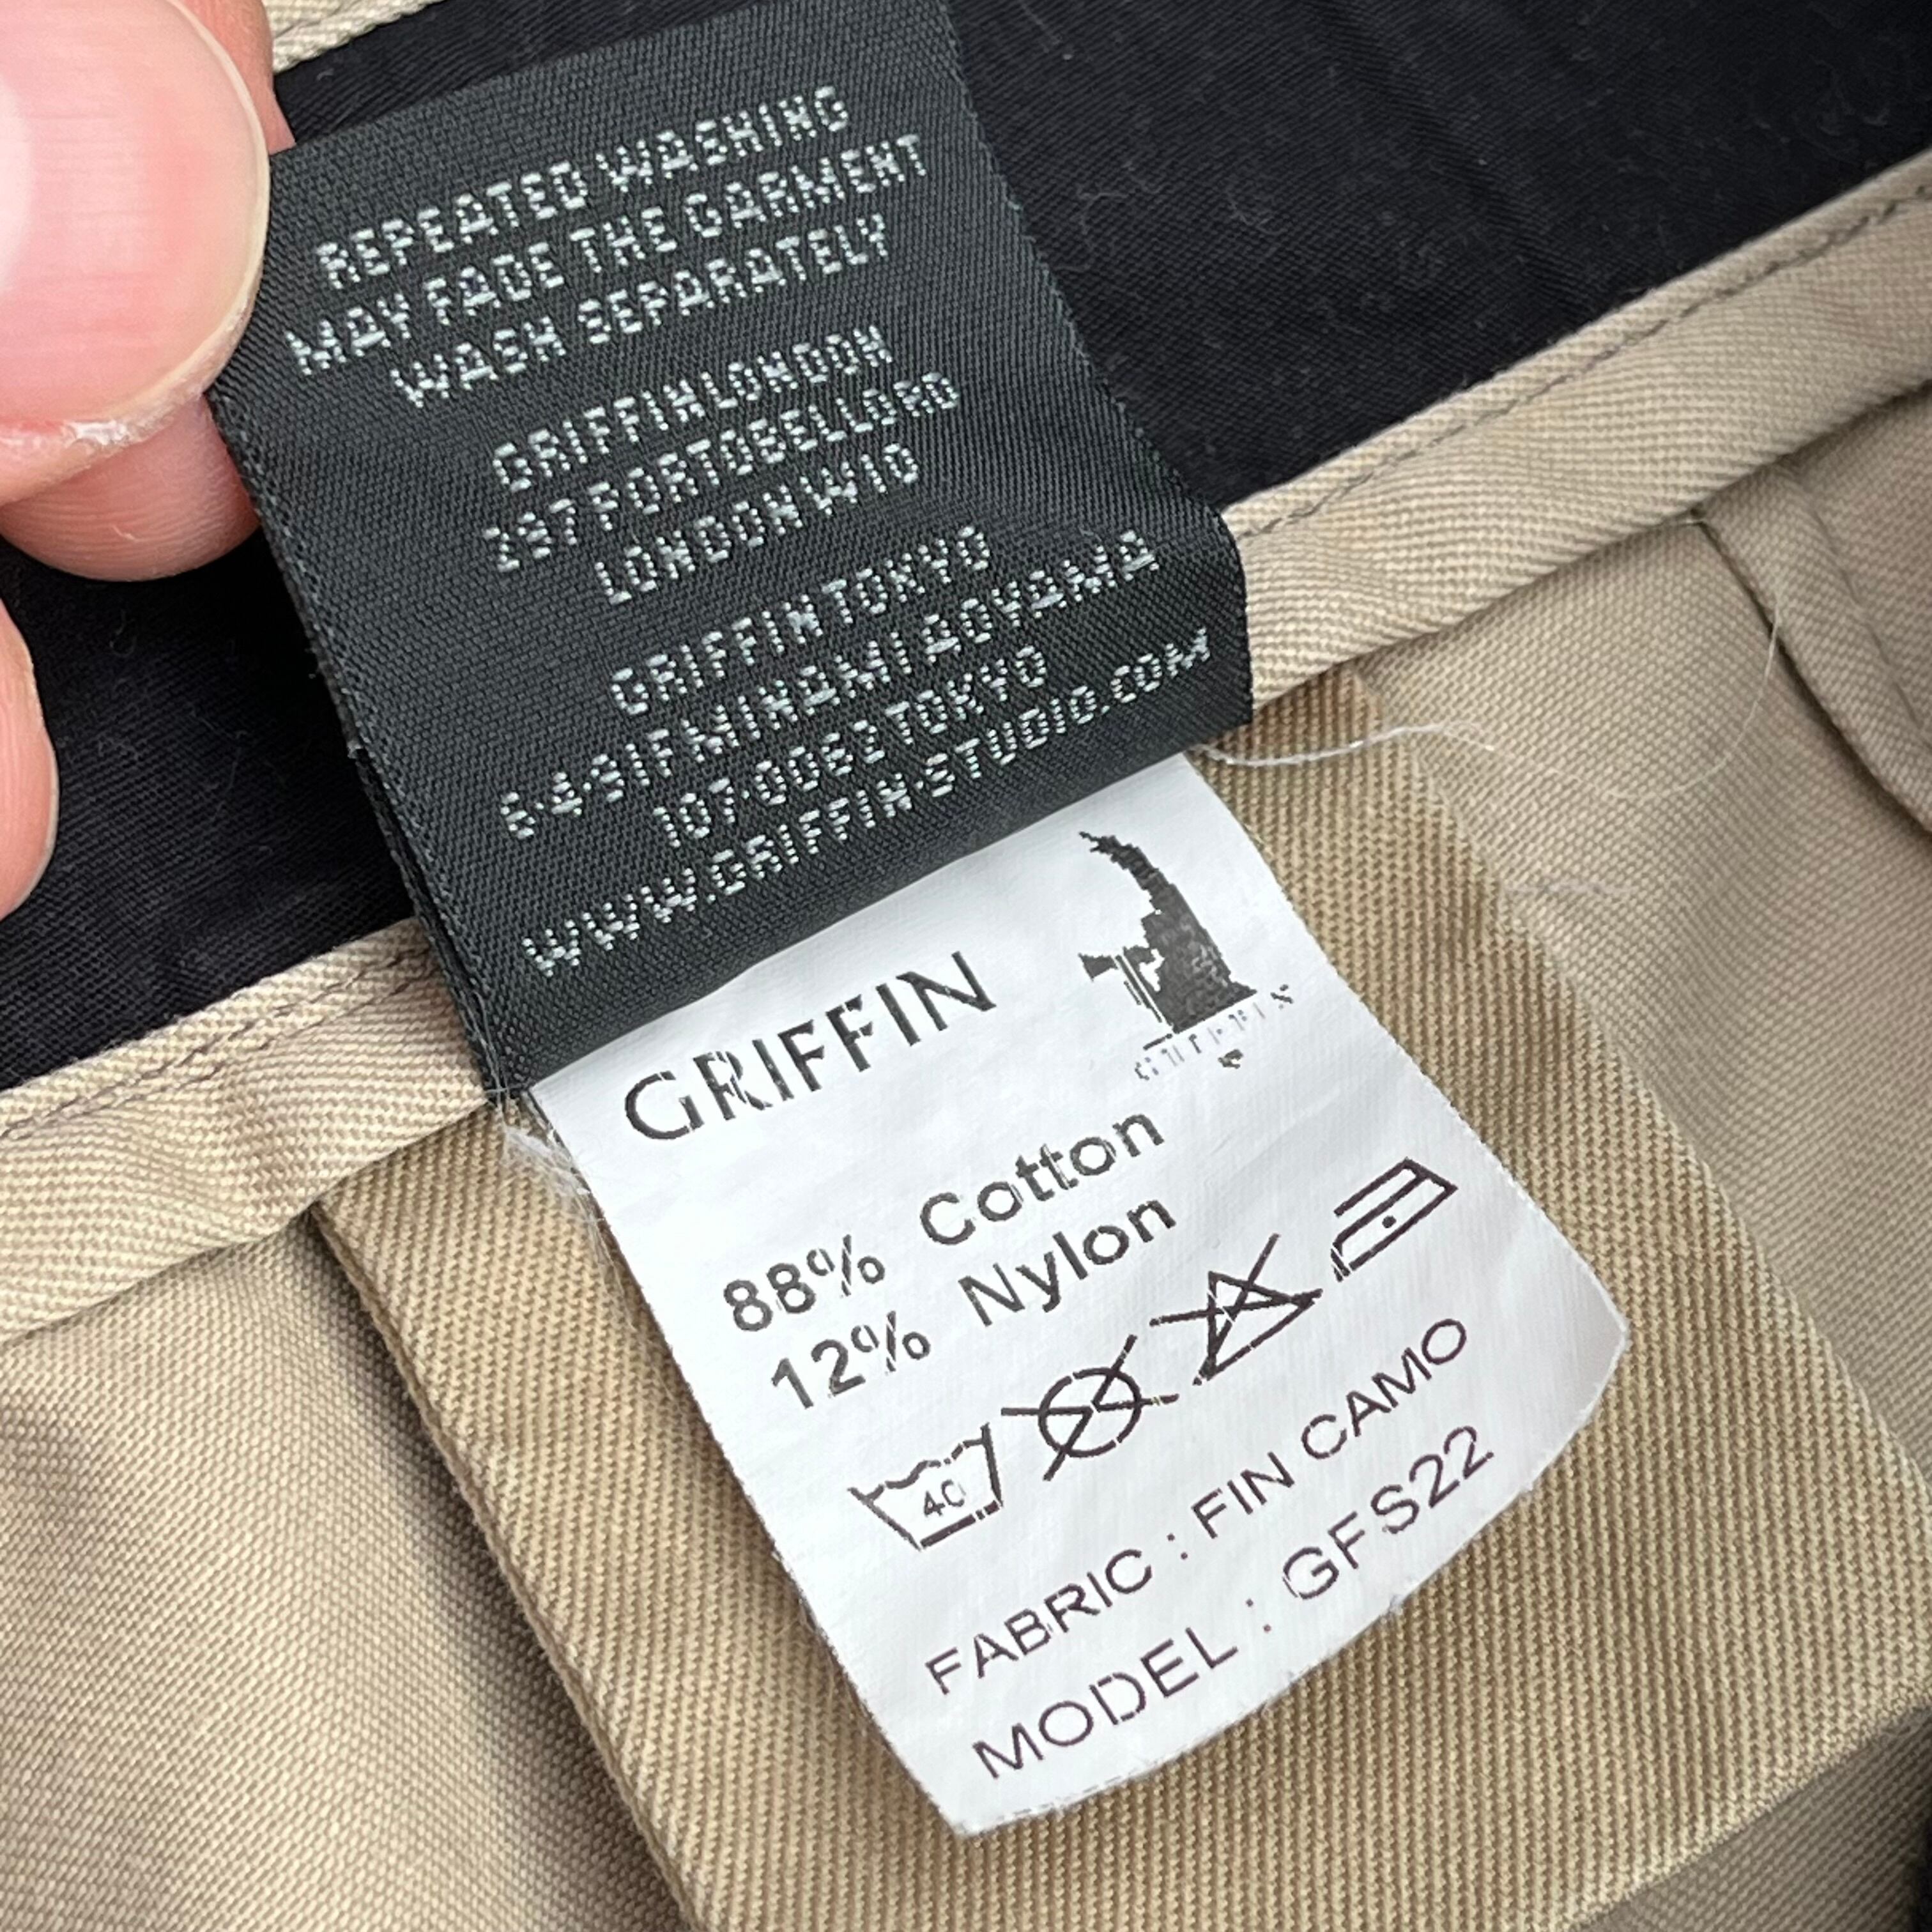 REPEATED WASHING
MAY FADE THE GARMENT
WASH SEPARATELY
GRIFFIN LONDON
297 PORTOBELLO RD
LONDON W10
GRIFFIN TOKYO
6-4-9 1F MINAMI AOYAMA
107-0062 TOKYO
WWW.GRIFFIN-STUDIO.COM
GRIFFIN
88% Cotton
12% Nylon
40
FABRIC : FIN CAMO
MODEL : GFS22